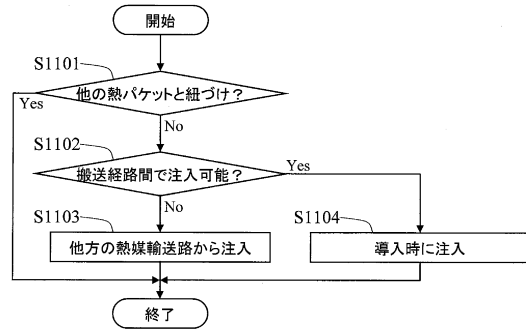 開始
S1101
他の熱パケットと紐づけ？
Yes
No
S1102
搬送経路間で注入可能？
Yes
No
S1103
他方の熱媒輸送路から注入
S1104
導入時に注入
終了